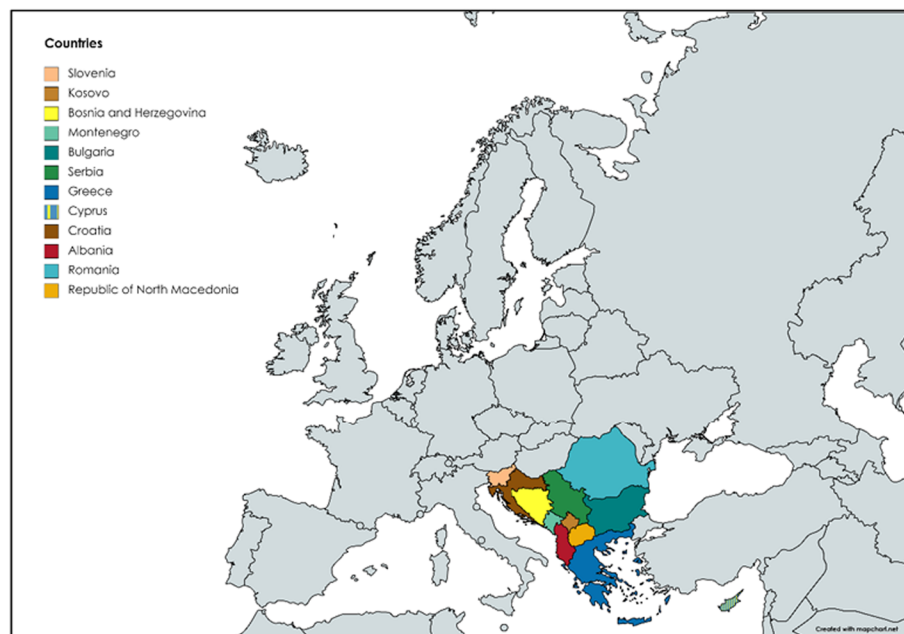 Countries
Slovenia
Kosovo
Bosnia and Herzegovina
Montenegro
Bulgaria
Serbia
Greece
Cyprus
Croatia
Albania
Romania
Republic of North Macedonia
Created with mapchart.net